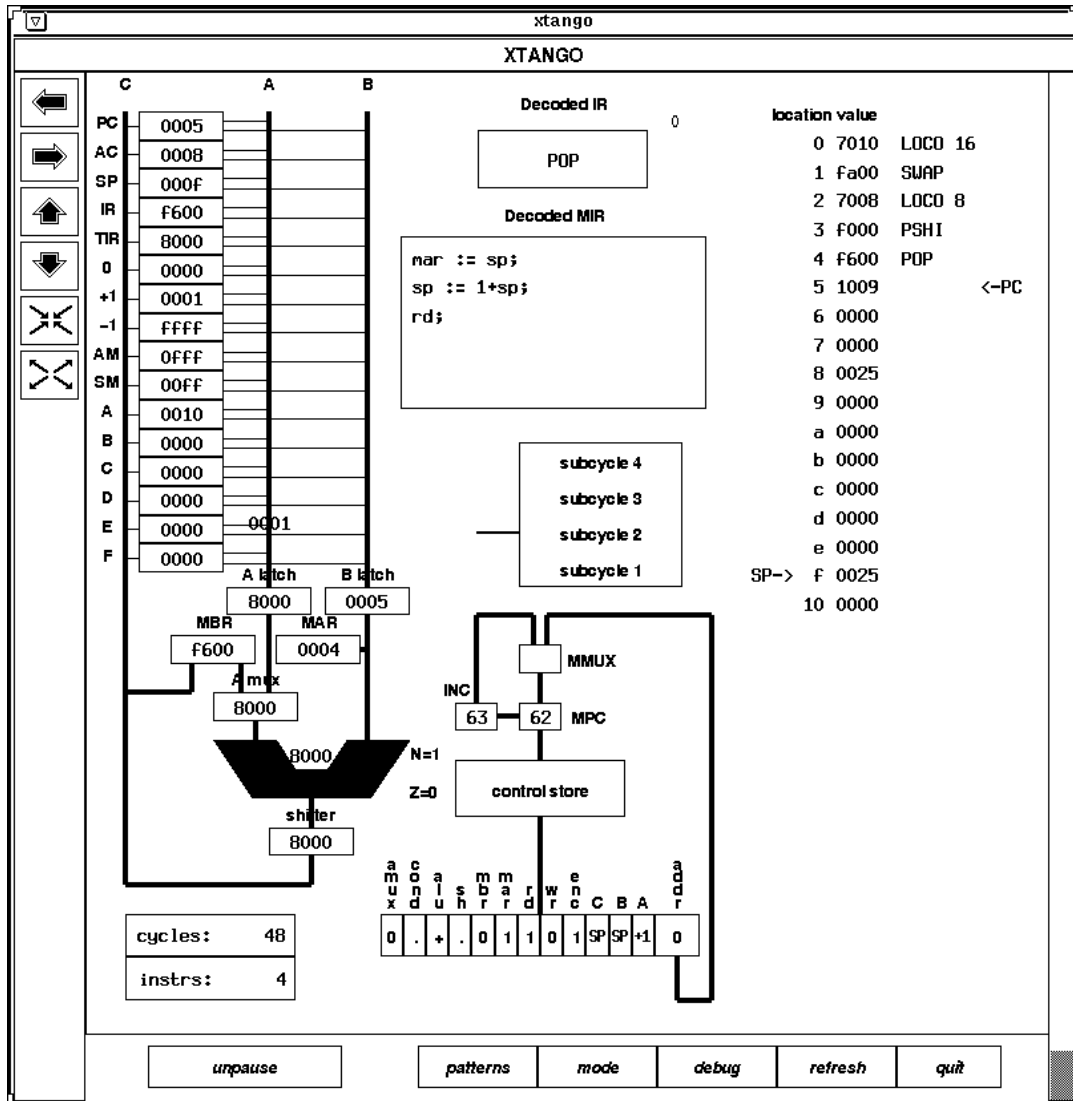 xtango
XTANGO
C A B
PC 0005
AC 0008
SP 000f
IR f600
TIR 8000
0 0000
+1 0001
-1 ffff
AM 0fff
SM 00ff
A 0010
B 0000
C 0000
D 0000
E 0000 0001
F 0000
A latch B latch
8000 0005
MBR MAR
f600 0004
A mux
8000
8000 N=1
Z=0
shifter
8000
cycles: 48
instrs: 4
Decoded IR
0
POP
Decoded MIR
mar := sp;
sp := 1+sp;
rd;
subcycle 4
subcycle 3
subcycle 2
subcycle 1
MMUX
INC
63 62 MPC
control store
amux cond alu sh mbr mar rd wr enc C B A addr
0 . + . 0 1 1 0 1 SP SP +1 0
location value
0 7010 LOCO 16
1 fa00 SWAP
2 7008 LOCO 8
3 f000 PSHI
4 f600 POP
5 1009 <-PC
6 0000
7 0000
8 0025
9 0000
a 0000
b 0000
c 0000
d 0000
e 0000
SP-> f 0025
10 0000
unpause patterns mode debug refresh quit